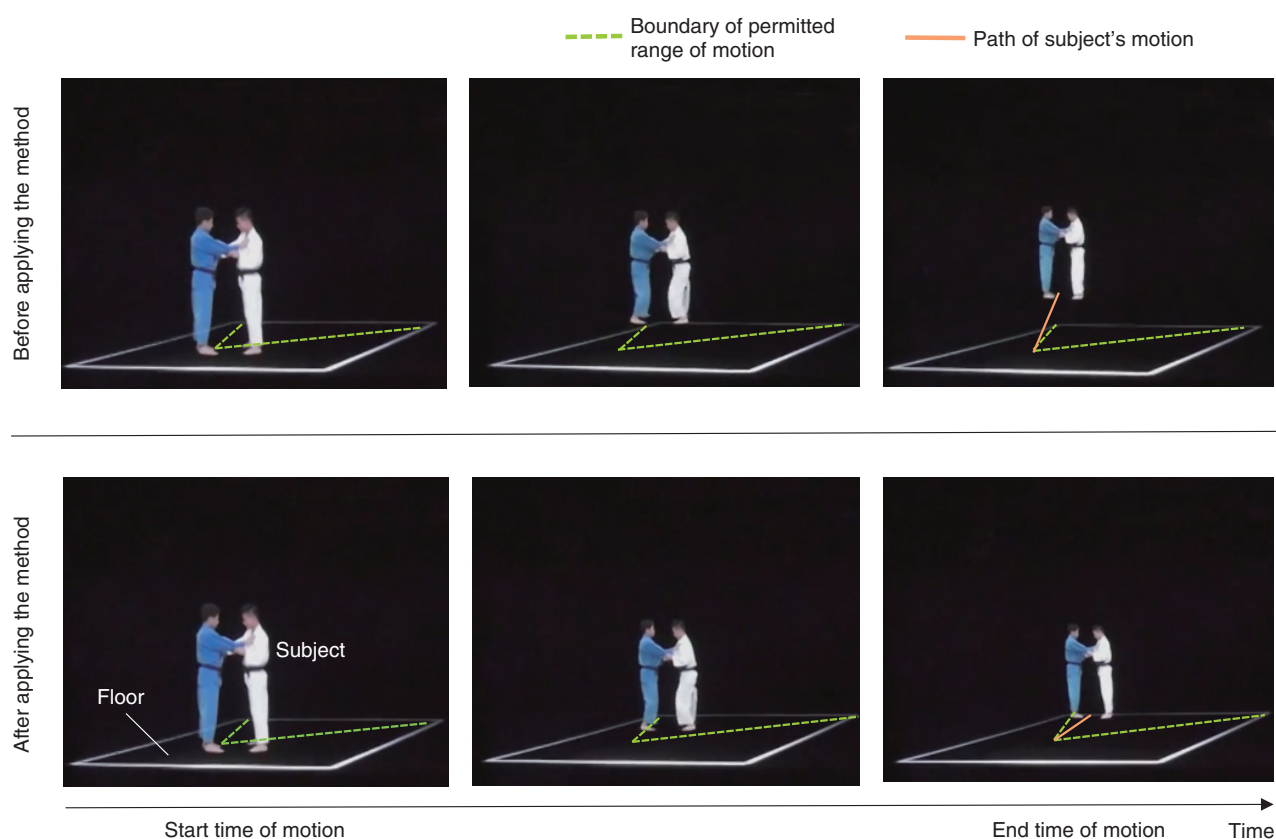 Boundary of permitted
range of motion
Path of subject's motion
Before applying the method
After applying the method
Subject
Floor
Start time of motion
End time of motion
Time